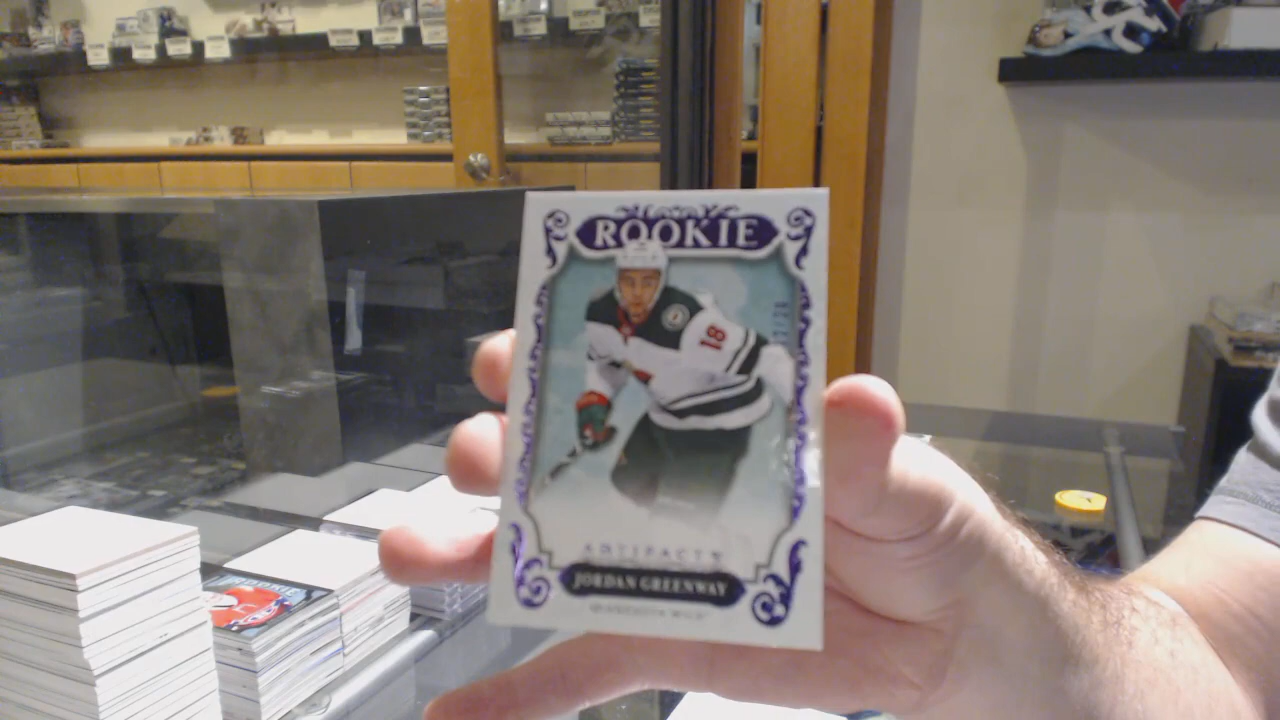 ROOKIE
18
ARTIFACTS
JORDAN GREENWAY
MINNESOTA WILD